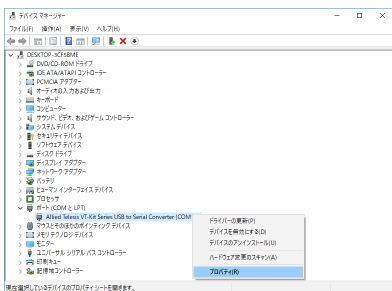 デバイス マネージャー
ファイル(F) 操作(A) 表示(V) ヘルプ(H)
DESKTOP-3CF5BME
DVD/CD-ROM ドライブ
IDE ATA/ATAPI コントローラー
PCMCIA アダプター
オーディオの入力および出力
キーボード
コンピューター
サウンド、ビデオ、およびゲーム コントローラー
システム デバイス
セキュリティ デバイス
ソフトウェア デバイス
ディスク ドライブ
ディスプレイ アダプター
ネットワーク アダプター
バッテリ
ヒューマン インターフェイス デバイス
プロセッサ
ポート (COM と LPT)
Allied Telesis VT-Kit Series USB to Serial Converter (COM
マウスとそのほかのポインティング デバイス
メモリ テクノロジ デバイス
モニター
ユニバーサル シリアル バス コントローラー
印刷キュー
記憶域コントローラー
ドライバーの更新(P)
デバイスを無効にする(D)
デバイスのアンインストール(U)
ハードウェア変更のスキャン(A)
プロパティ(R)
現在選択しているデバイスのプロパティ シートを開きます。